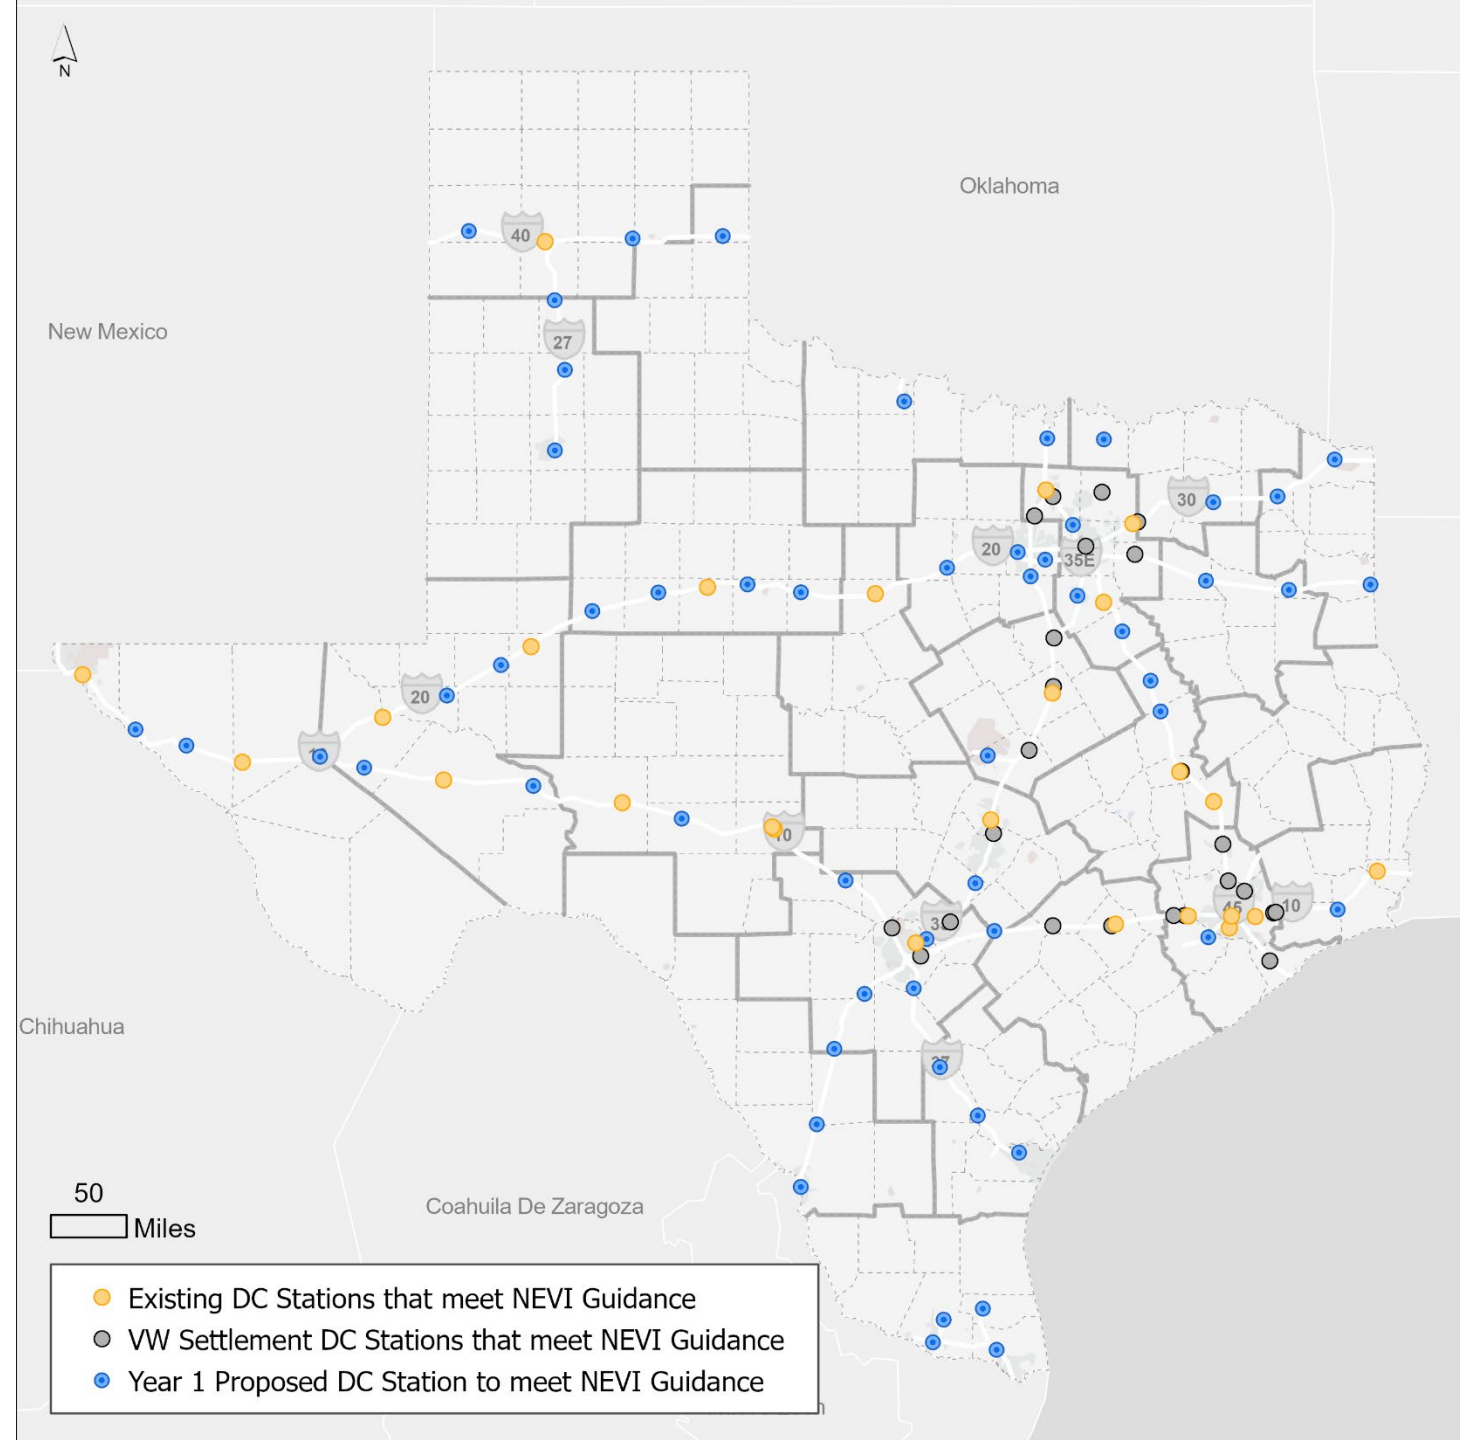 N
Oklahoma
40
New Mexico
27
30
20
35E
20
10
45
10
Chihuahua
37
50
Miles
Coahuila De Zaragoza
Existing DC Stations that meet NEVI Guidance
VW Settlement DC Stations that meet NEVI Guidance
Year 1 Proposed DC Station to meet NEVI Guidance